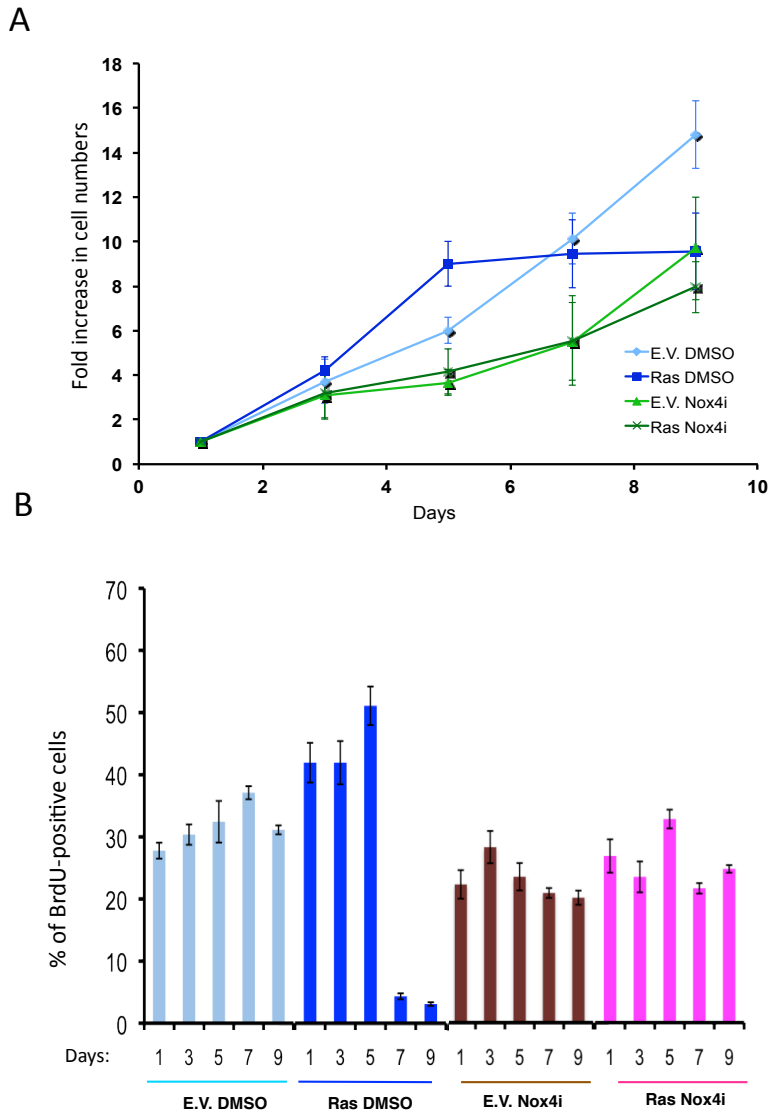 A
Fold increase in cell numbers
18
16
14
12
10
8
6
4
2
0
0 2 4 6 8 10
Days
E.V. DMSO
Ras DMSO
E.V. Nox4i
Ras Nox4i
B
% of BrdU-positive cells
70
60
50
40
30
20
10
0
Days: 1 3 5 7 9 1 3 5 7 9 1 3 5 7 9 1 3 5 7 9
E.V. DMSO Ras DMSO E.V. Nox4i Ras Nox4i